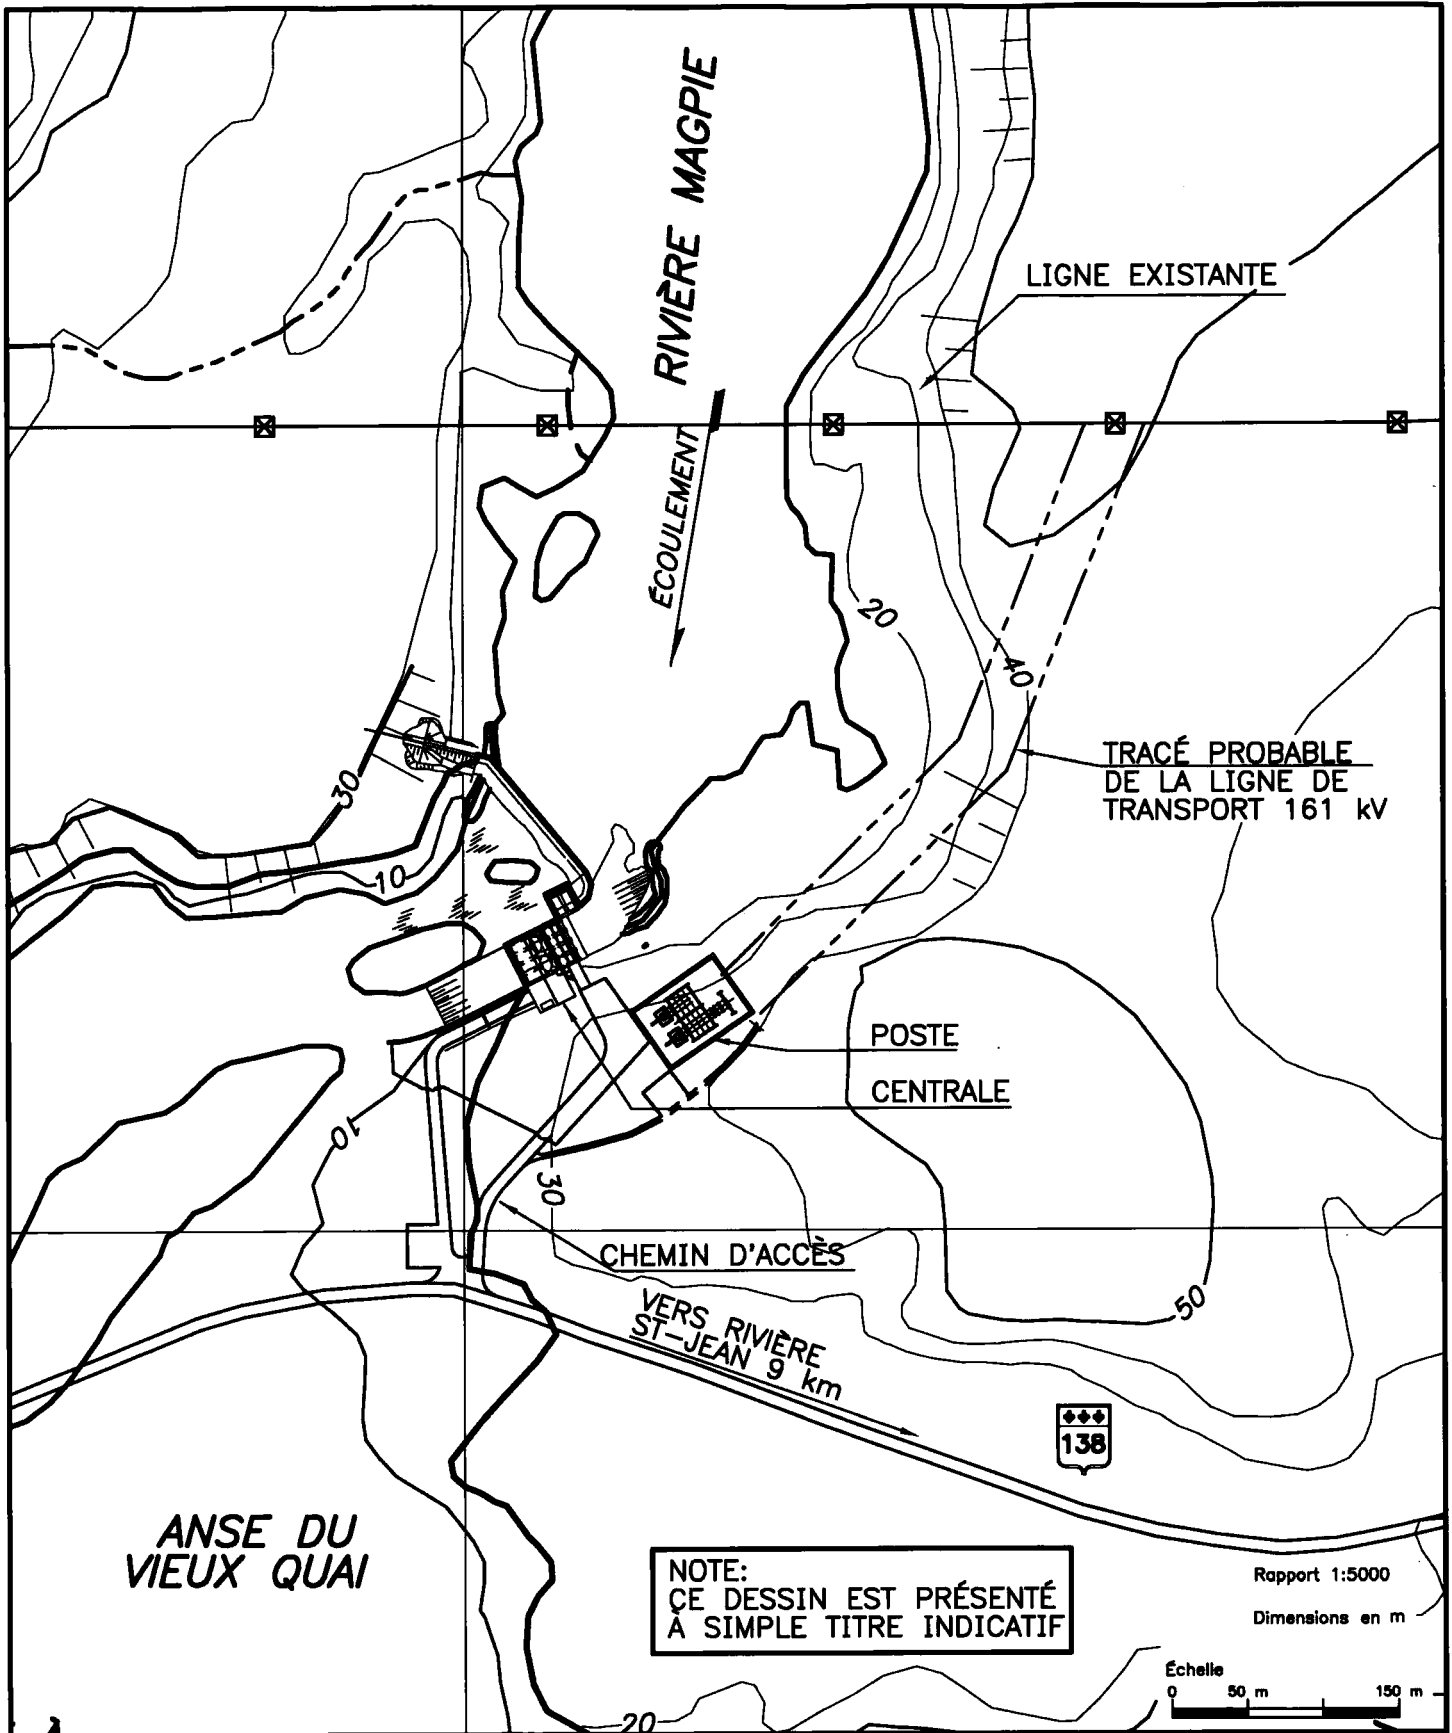 RIVIÈRE MAGPIE
LIGNE EXISTANTE
ÉCOULEMENT
20
40
TRACÉ PROBABLE
DE LA LIGNE DE
TRANSPORT 161 kV
30
10
POSTE
CENTRALE
10
30
CHEMIN D'ACCÈS
VERS RIVIÈRE
ST-JEAN 9 km
50
138
ANSE DU
VIEUX QUAI
NOTE:
CE DESSIN EST PRÉSENTÉ
À SIMPLE TITRE INDICATIF
Rapport 1:5000
Dimensions en m
Échelle
0 50 m 150 m
20